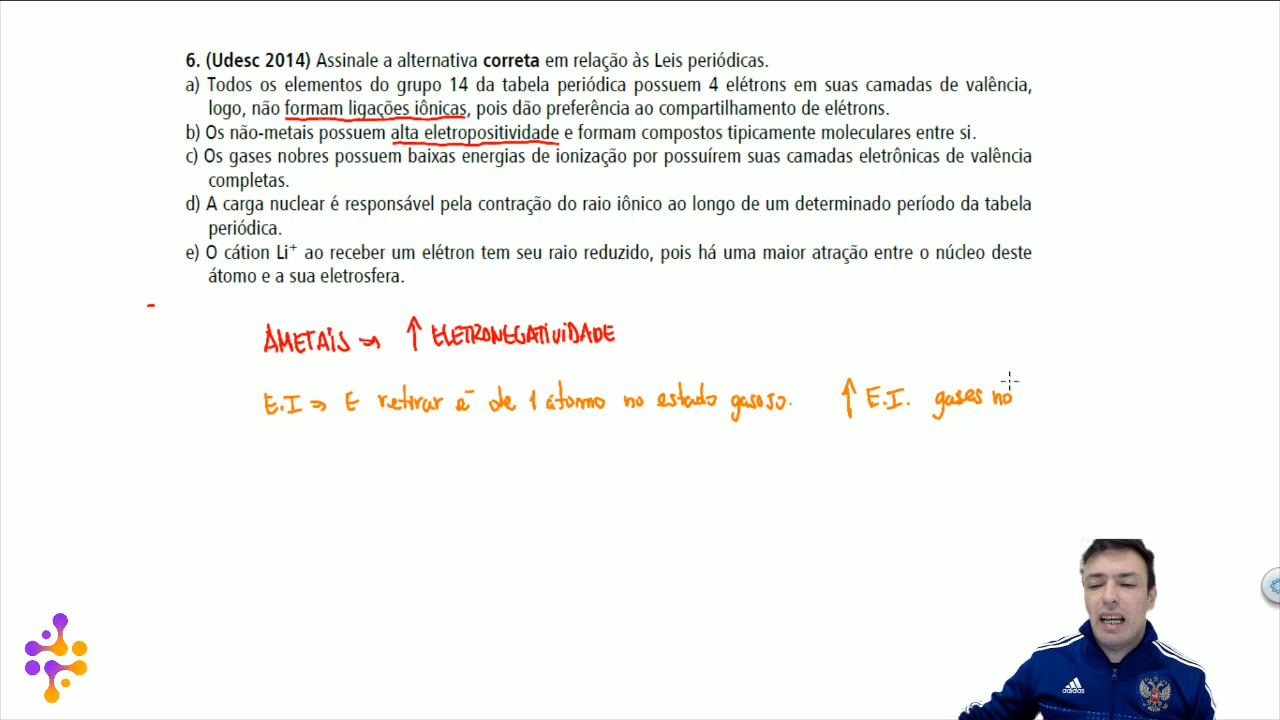 6. (Udesc 2014) Assinale a alternativa correta em relação às Leis periódicas.
a) Todos os elementos do grupo 14 da tabela periódica possuem 4 elétrons em suas camadas de valência,
logo, não formam ligações iônicas, pois dão preferência ao compartilhamento de elétrons.
b) Os não-metais possuem alta eletropositividade e formam compostos tipicamente moleculares entre si.
c) Os gases nobres possuem baixas energias de ionização por possuírem suas camadas eletrônicas de valência
completas.
d) A carga nuclear é responsável pela contração do raio iônico ao longo de um determinado período da tabela
periódica.
e) O cátion Li⁺ ao receber um elétron tem seu raio reduzido, pois há uma maior atração entre o núcleo deste
átomo e a sua eletrosfera.
AMETAIS → ↑ ELETRONEGATIVIDADE
E.I ⇒ E retirar é de 1 átomo no estado gasoso. ↑ E.I. gases no
adidas